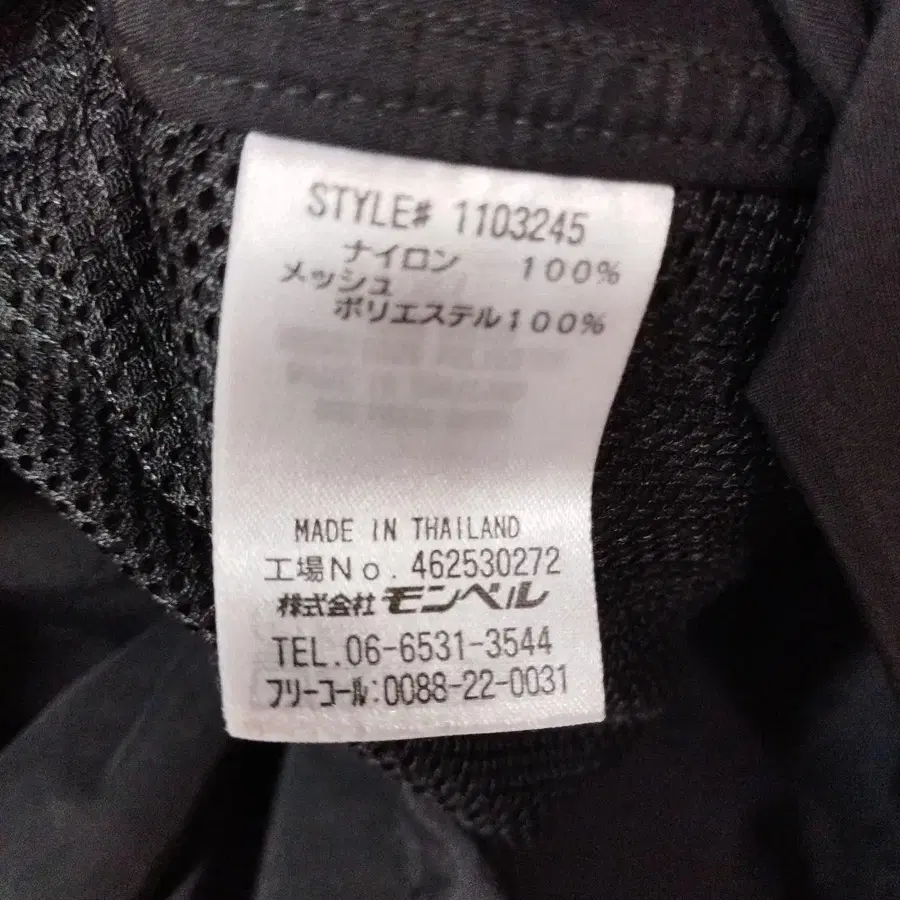 STYLE# 1103245
ナイロン 100%
メッシュ
ポリエステル100%
MADE IN THAILAND
工場No. 462530272
株式会社 モンベル
TEL.06-6531-3544
フリーコール:0088-22-0031